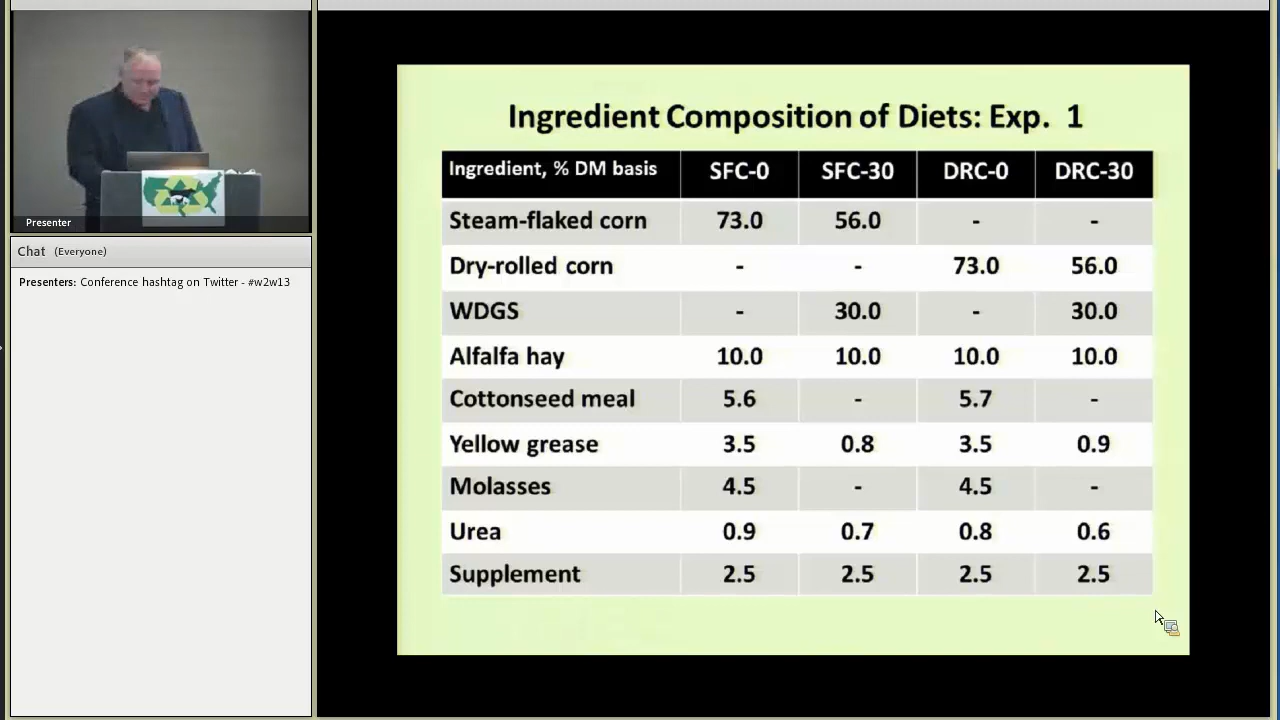 Presenter
Chat (Everyone)
Presenters: Conference hashtag on Twitter - #w2w13
Ingredient Composition of Diets: Exp. 1
Ingredient, % DM basis SFC-0 SFC-30 DRC-0 DRC-30
Steam-flaked corn 73.0 56.0 - -
Dry-rolled corn - - 73.0 56.0
WDGS - 30.0 - 30.0
Alfalfa hay 10.0 10.0 10.0 10.0
Cottonseed meal 5.6 - 5.7 -
Yellow grease 3.5 0.8 3.5 0.9
Molasses 4.5 - 4.5 -
Urea 0.9 0.7 0.8 0.6
Supplement 2.5 2.5 2.5 2.5